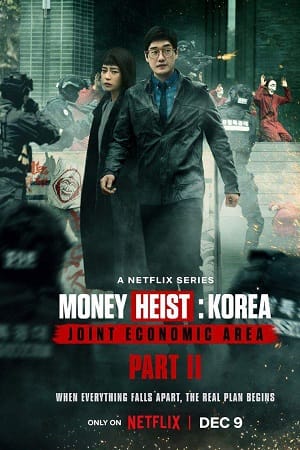 A NETFLIX SERIES
MONEY HEIST : KOREA
JOINT ECONOMIC AREA
PART II
WHEN EVERYTHING FALLS APART, THE REAL PLAN BEGINS
ONLY ON NETFLIX | DEC 9